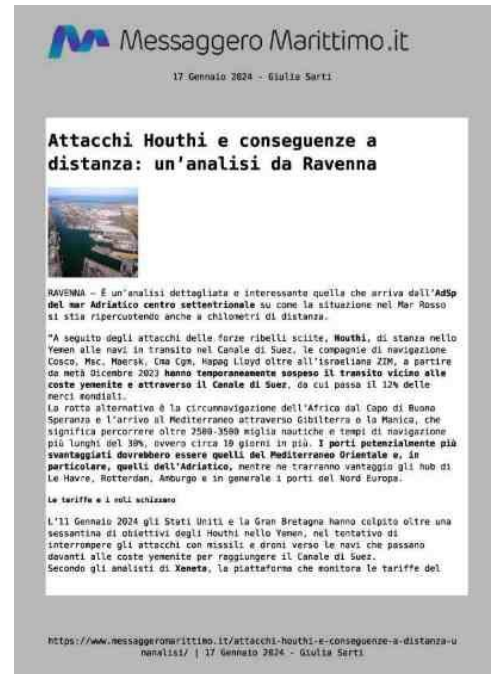 Messaggero Marittimo.it
17 Gennaio 2024 - Giulia Sarti
Attacchi Houthi e conseguenze a
distanza: un'analisi da Ravenna
RAVENNA – È un'analisi dettagliata e interessante quella che arriva dall'AdSp
del mar Adriatico centro settentrionale su come la situazione nel Mar Rosso
si stia ripercuotendo anche a chilometri di distanza.
"A seguito degli attacchi delle forze ribelli sciite, Houthi, di stanza nello
Yemen alle navi in transito nel Canale di Suez, le compagnie di navigazione
Cosco, Msc, Maersk, Cma Cgm, Hapag Lloyd oltre all'israeliana ZIM, a partire
da metà Dicembre 2023 hanno temporaneamente sospeso il transito vicino alle
coste yemenite e attraverso il Canale di Suez, da cui passa il 12% delle
merci mondiali.
La rotta alternativa è la circumnavigazione dell'Africa dal Capo di Buona
Speranza e l'arrivo al Mediterraneo attraverso Gibilterra o la Manica, che
significa percorrere oltre 2500-3500 miglia nautiche e tempi di navigazione
più lunghi del 30%, ovvero circa 10 giorni in più. I porti potenzialmente più
svantaggiati dovrebbero essere quelli del Mediterraneo Orientale e, in
particolare, quelli dell'Adriatico, mentre ne trarranno vantaggio gli hub di
Le Havre, Rotterdam, Amburgo e in generale i porti del Nord Europa.
Le tariffe e i noli schizzano
L'11 Gennaio 2024 gli Stati Uniti e la Gran Bretagna hanno colpito oltre una
sessantina di obiettivi degli Houthi nello Yemen, nel tentativo di
interrompere gli attacchi con missili e droni verso le navi che passano
davanti alle coste yemenite per raggiungere il Canale di Suez.
Secondo gli analisti di Xeneta, la piattaforma che monitora le tariffe del
https://www.messaggeromarittimo.it/attacchi-houthi-e-conseguenze-a-distanza-u
nanalisi/ | 17 Gennaio 2024 - Giulia Sarti